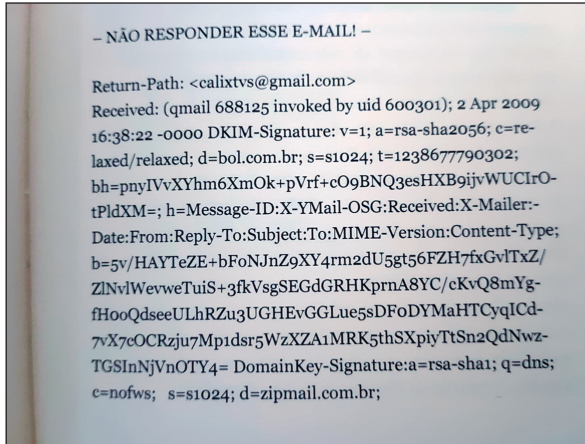 – NÃO RESPONDER ESSE E-MAIL! –
Return-Path: <calixtvs@gmail.com>
Received: (qmail 688125 invoked by uid 600301); 2 Apr 2009
16:38:22 -0000 DKIM-Signature: v=1; a=rsa-sha2056; c=re-
laxed/relaxed; d=bol.com.br; s=s1024; t=1238677790302;
bh=pnyIVvXYhm6XmOk+pVrf+cO9BNQ3esHXB9ijvWUCIrO-
tPldXM=; h=Message-ID:X-YMail-OSG:Received:X-Mailer:-
Date:From:Reply-To:Subject:To:MIME-Version:Content-Type;
b=5v/HAYTeZE+bFoNJnZ9XY4rm2dU5gt56FZH7fxGvlTxZ/
ZlNvlWevweTuiS+3fkVsgSEGdGRHKprnA8YC/cKvQ8mYg-
fHooQdseeULhRZu3UGHEvGGLue5sDFoDYMaHTCyqICd-
7vX7cOCRzju7Mp1dsr5WzXZA1MRK5thSXpiyTtSn2QdNwz-
TGSInNjVnOTY4= DomainKey-Signature:a=rsa-sha1; q=dns;
c=nofws; s=s1024; d=zipmail.com.br;